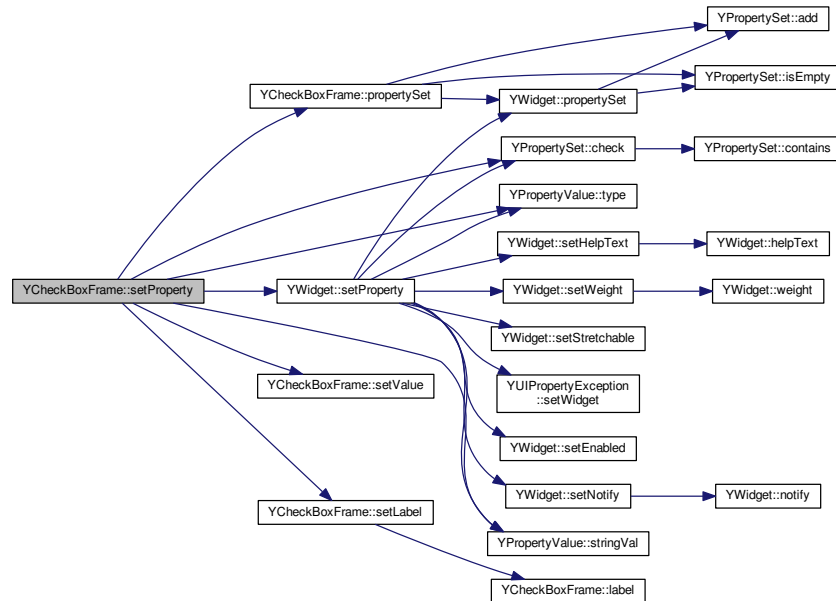 YPropertySet::add
YPropertySet::isEmpty
YCheckBoxFrame::propertySet
YWidget::propertySet
YPropertySet::check
YPropertySet::contains
YPropertyValue::type
YWidget::setHelpText
YWidget::helpText
YCheckBoxFrame::setProperty
YWidget::setProperty
YWidget::setWeight
YWidget::weight
YWidget::setStretchable
YCheckBoxFrame::setValue
YUIPropertyException
::setWidget
YWidget::setEnabled
YWidget::setNotify
YWidget::notify
YCheckBoxFrame::setLabel
YPropertyValue::stringVal
YCheckBoxFrame::label